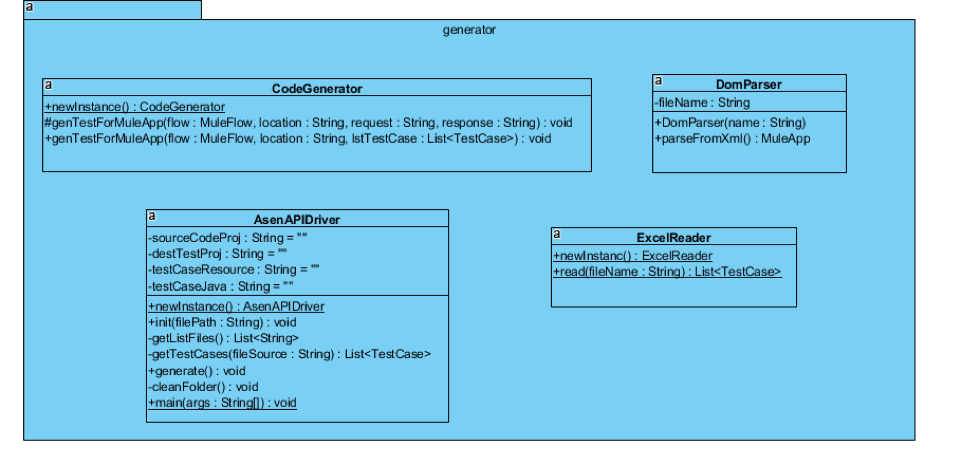 a
generator
a
CodeGenerator
+newInstance() : CodeGenerator
#genTestForMuleApp(flow : MuleFlow, location : String, request : String, response : String) : void
+genTestForMuleApp(flow : MuleFlow, location : String, lstTestCase : List<TestCase>) : void
a
DomParser
-fileName : String
+DomParser(name : String)
+parseFromXml() : MuleApp
a
AsenAPIDriver
-sourceCodeProj : String = ""
-destTestProj : String = ""
-testCaseResource : String = ""
-testCaseJava : String = ""
+newInstance() : AsenAPIDriver
+init(filePath : String) : void
-getListFiles() : List<String>
-getTestCases(fileSource : String) : List<TestCase>
+generate() : void
-cleanFolder() : void
+main(args : String[]) : void
a
ExcelReader
+newInstanc() : ExcelReader
+read(fileName : String) : List<TestCase>